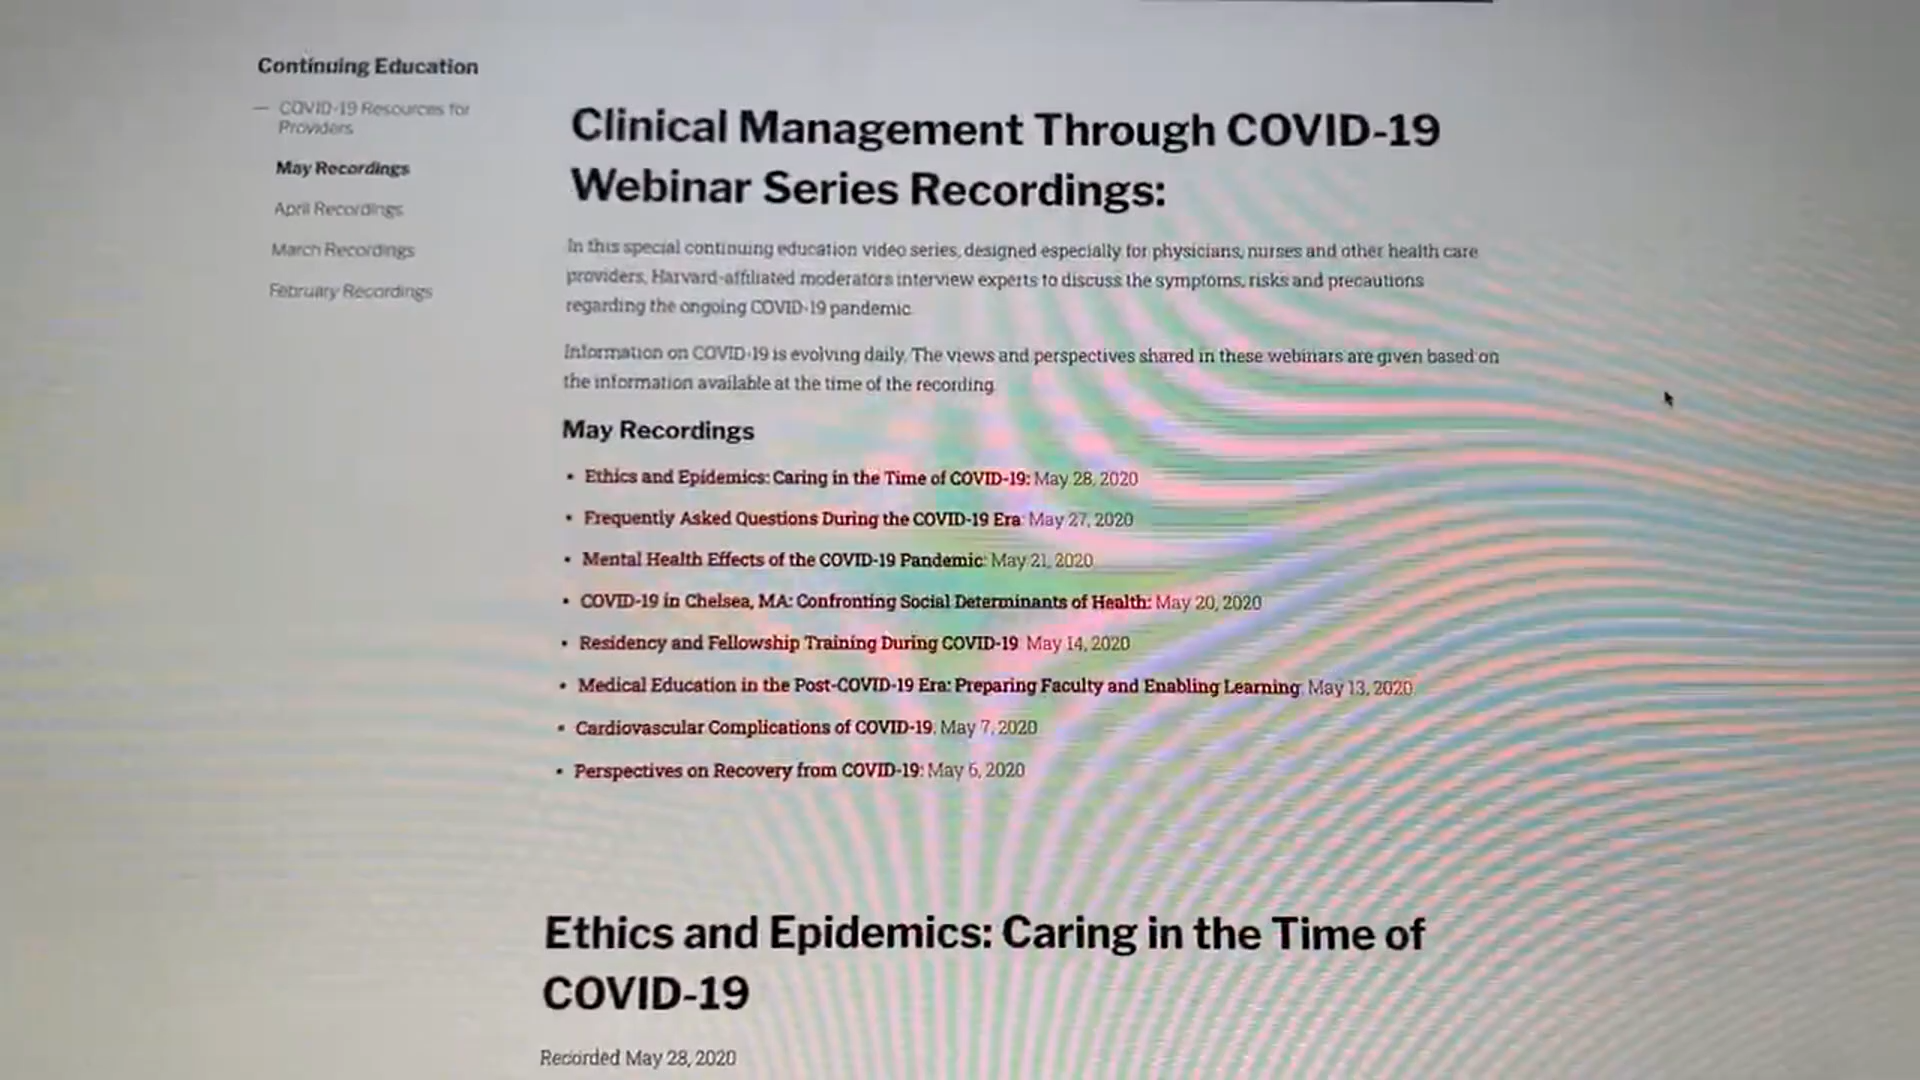 Continuing Education
— COVID-19 Resources for
Providers
May Recordings
April Recordings
March Recordings
February Recordings
Clinical Management Through COVID-19
Webinar Series Recordings:
In this special continuing education video series, designed especially for physicians, nurses and other health care
providers, Harvard-affiliated moderators interview experts to discuss the symptoms, risks and precautions
regarding the ongoing COVID-19 pandemic.
Information on COVID-19 is evolving daily. The views and perspectives shared in these webinars are given based on
the information available at the time of the recording.
May Recordings
• Ethics and Epidemics: Caring in the Time of COVID-19: May 28, 2020
• Frequently Asked Questions During the COVID-19 Era: May 27, 2020
• Mental Health Effects of the COVID-19 Pandemic: May 21, 2020
• COVID-19 in Chelsea, MA: Confronting Social Determinants of Health: May 20, 2020
• Residency and Fellowship Training During COVID-19: May 14, 2020
• Medical Education in the Post-COVID-19 Era: Preparing Faculty and Enabling Learning: May 13, 2020
• Cardiovascular Complications of COVID-19: May 7, 2020
• Perspectives on Recovery from COVID-19: May 6, 2020
Ethics and Epidemics: Caring in the Time of
COVID-19
Recorded May 28, 2020